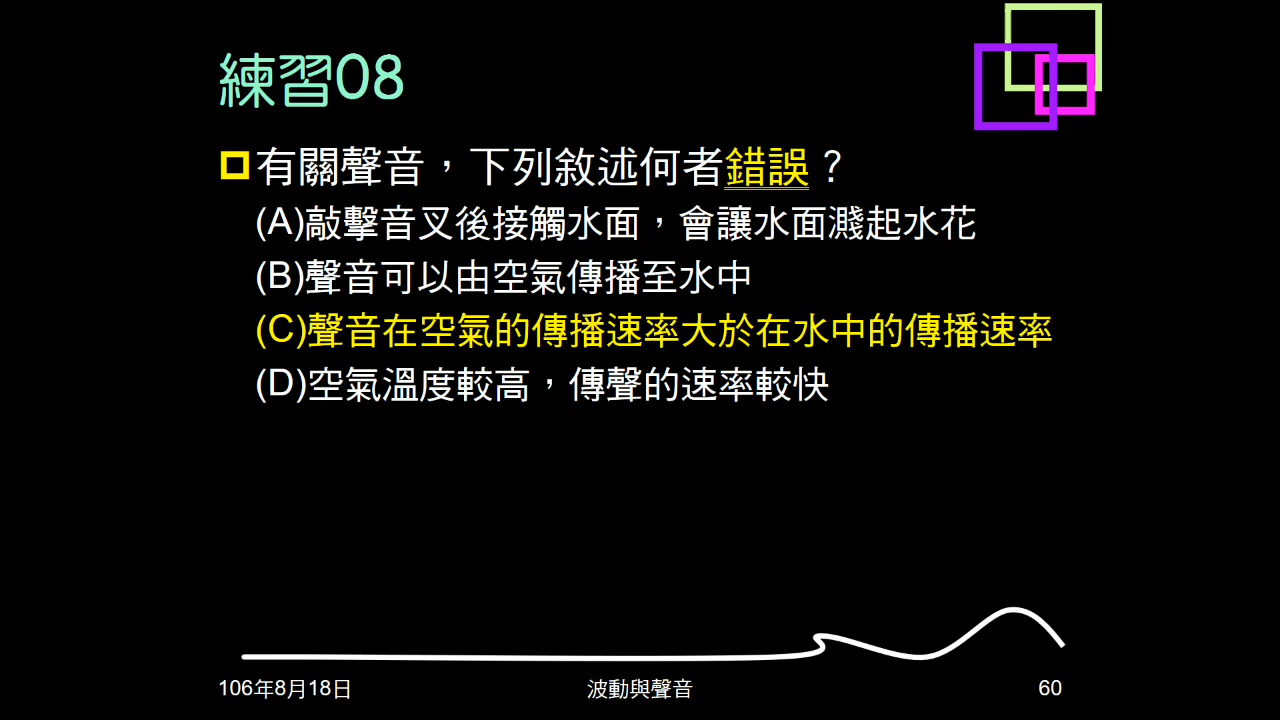 練習08
有關聲音，下列敘述何者錯誤？
(A)敲擊音叉後接觸水面，會讓水面濺起水花
(B)聲音可以由空氣傳播至水中
(C)聲音在空氣的傳播速率大於在水中的傳播速率
(D)空氣溫度較高，傳聲的速率較快
106年8月18日
波動與聲音
60